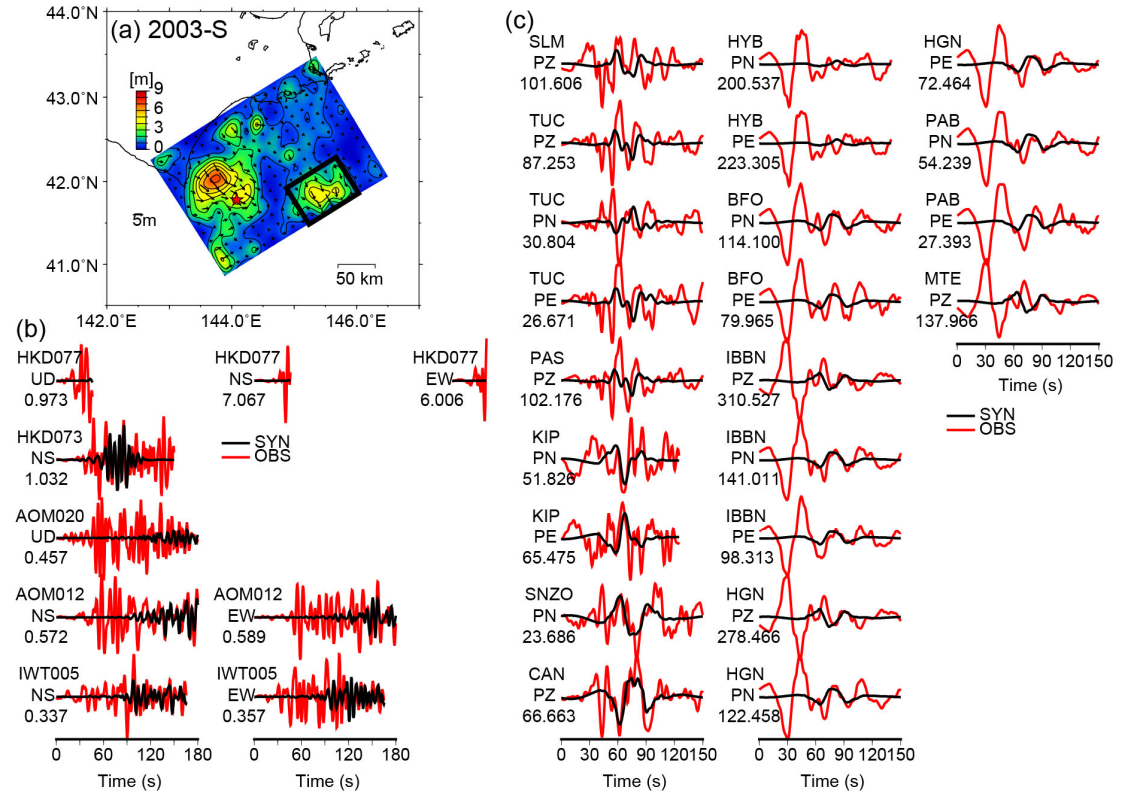 (a) 2003-S
44.0˚N
43.0˚N
42.0˚N
41.0˚N
142.0˚E
144.0˚E
146.0˚E
[m]
9
6
3
0
5m
50 km
(b)
HKD077
UD
0.973
HKD077
NS
7.067
HKD077
EW
6.006
HKD073
NS
1.032
SYN
OBS
AOM020
UD
0.457
AOM012
NS
0.572
AOM012
EW
0.589
IWT005
NS
0.337
IWT005
EW
0.357
0 60 120 180
Time (s)
0 60 120 180
Time (s)
(c)
SLM
PZ
101.606
TUC
PZ
87.253
TUC
PN
30.804
TUC
PE
26.671
PAS
PZ
102.176
KIP
PN
51.826
KIP
PE
65.475
SNZO
PN
23.686
CAN
PZ
66.663
0 30 60 90 120150
Time (s)
HYB
PN
200.537
HYB
PE
223.305
BFO
PN
114.100
BFO
PE
79.965
IBBN
PZ
310.527
IBBN
PN
141.011
IBBN
PE
98.313
HGN
PZ
278.466
HGN
PN
122.458
0 30 60 90 120150
Time (s)
HGN
PE
72.464
PAB
PN
54.239
PAB
PE
27.393
MTE
PZ
137.966
0 30 60 90 120150
Time (s)
SYN
OBS